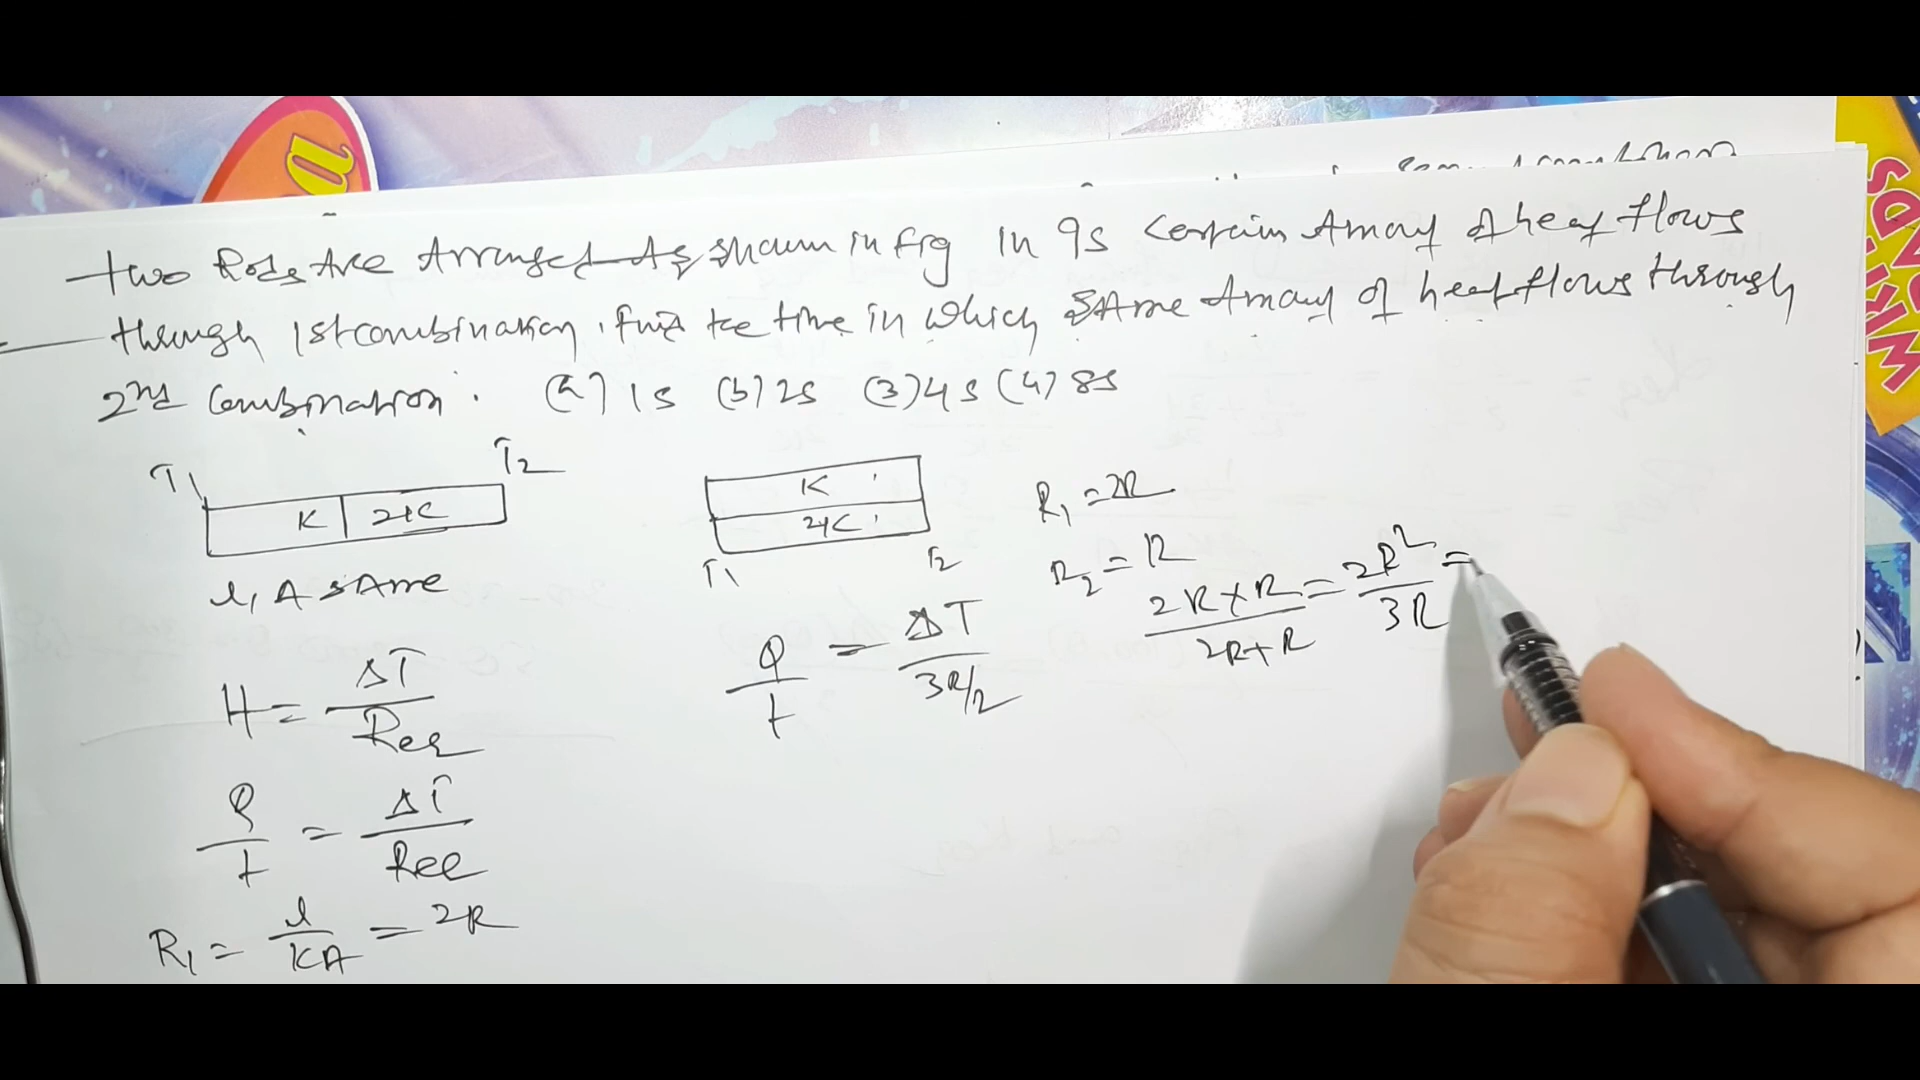 two Rods Are Arranged As shown in fig in 9s certain Amout of heat flows
through 1st combination. find the time in which same Amout of heat flows through
2nd combination. (a) 1s (b) 2s (3) 4s (4) 8s
T1 T2
K 2K
l, A sAme
K
2K
T1 T2
H = ΔT/Req
Q/t = ΔT/Req
R1 = l/KA = 2R
Q/t = ΔT/3R/2
R1 = 2R
R2 = R
2R×R/2R+R = 2R²/3R =